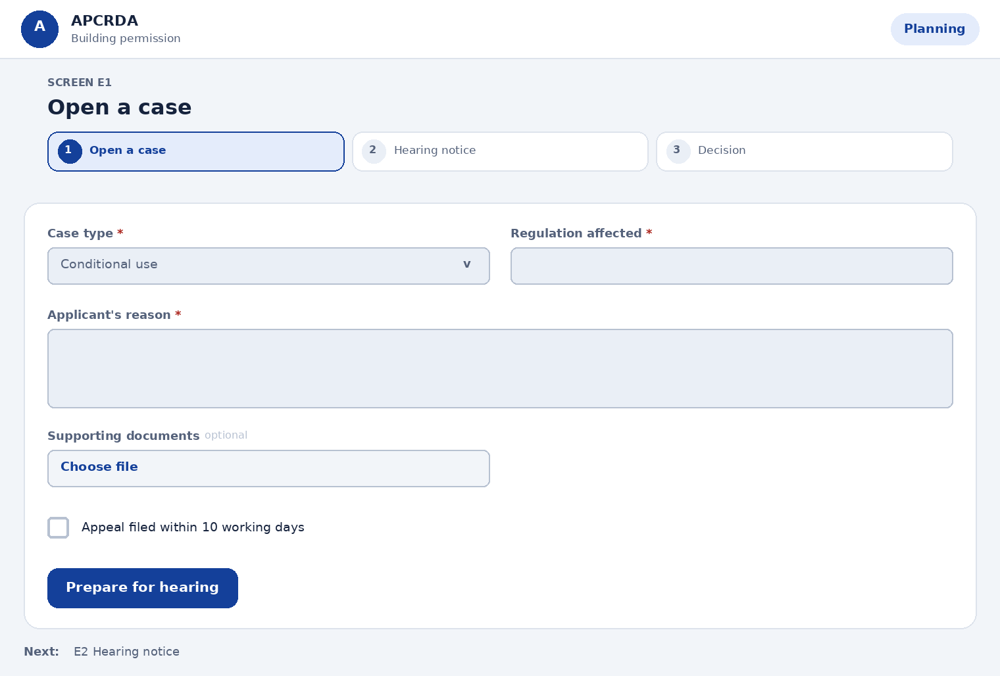 A
APCRDA
Building permission
Planning
SCREEN E1
Open a case
1 Open a case
2 Hearing notice
3 Decision
Case type *
Regulation affected *
Conditional use v
Applicant's reason *
Supporting documents optional
Choose file
Appeal filed within 10 working days
Prepare for hearing
Next: E2 Hearing notice